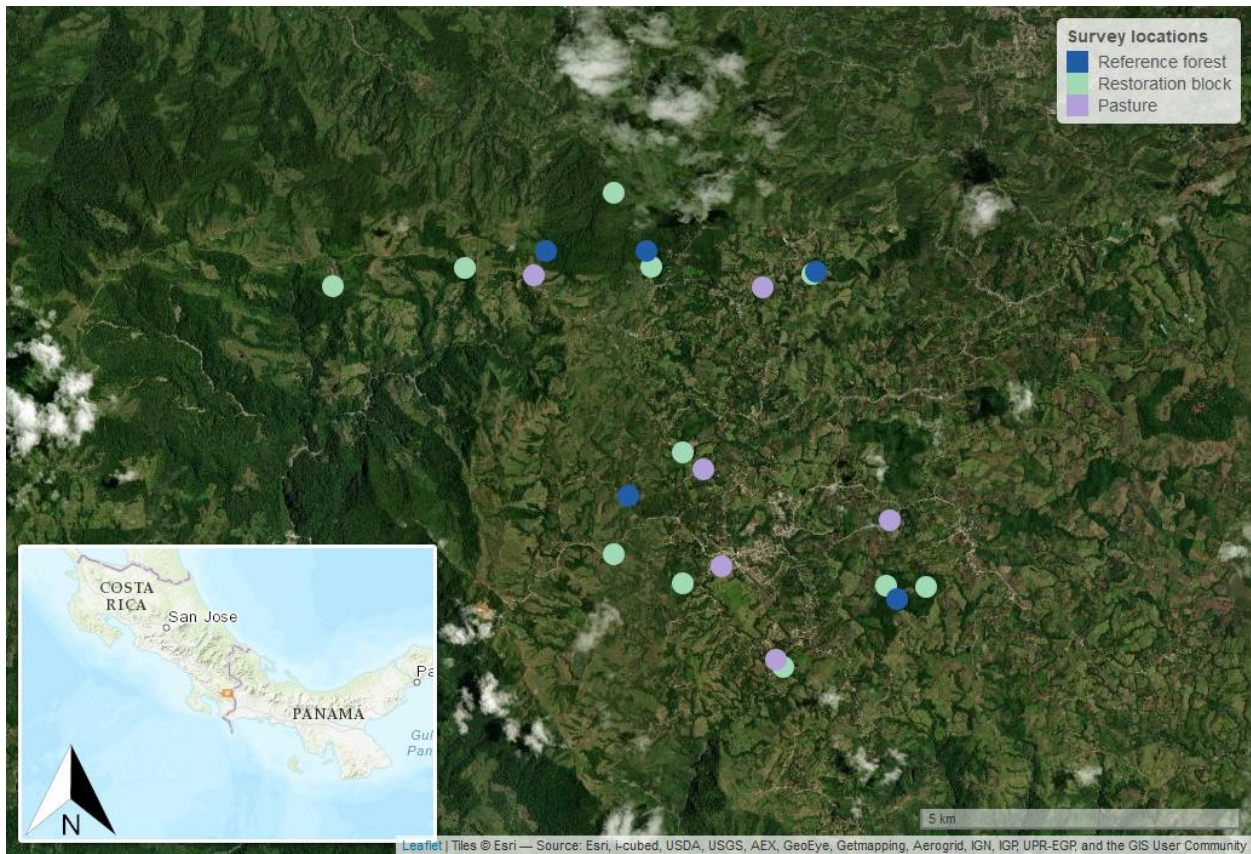 Survey locations
Reference forest
Restoration block
Pasture
COSTA
RICA
San Jose
PANAMA
Pa
Gul
Pan
N
5 km
Leaflet | Tiles © Esri — Source: Esri, i-cubed, USDA, USGS, AEX, GeoEye, Getmapping, Aerogrid, IGN, IGP, UPR-EGP, and the GIS User Community